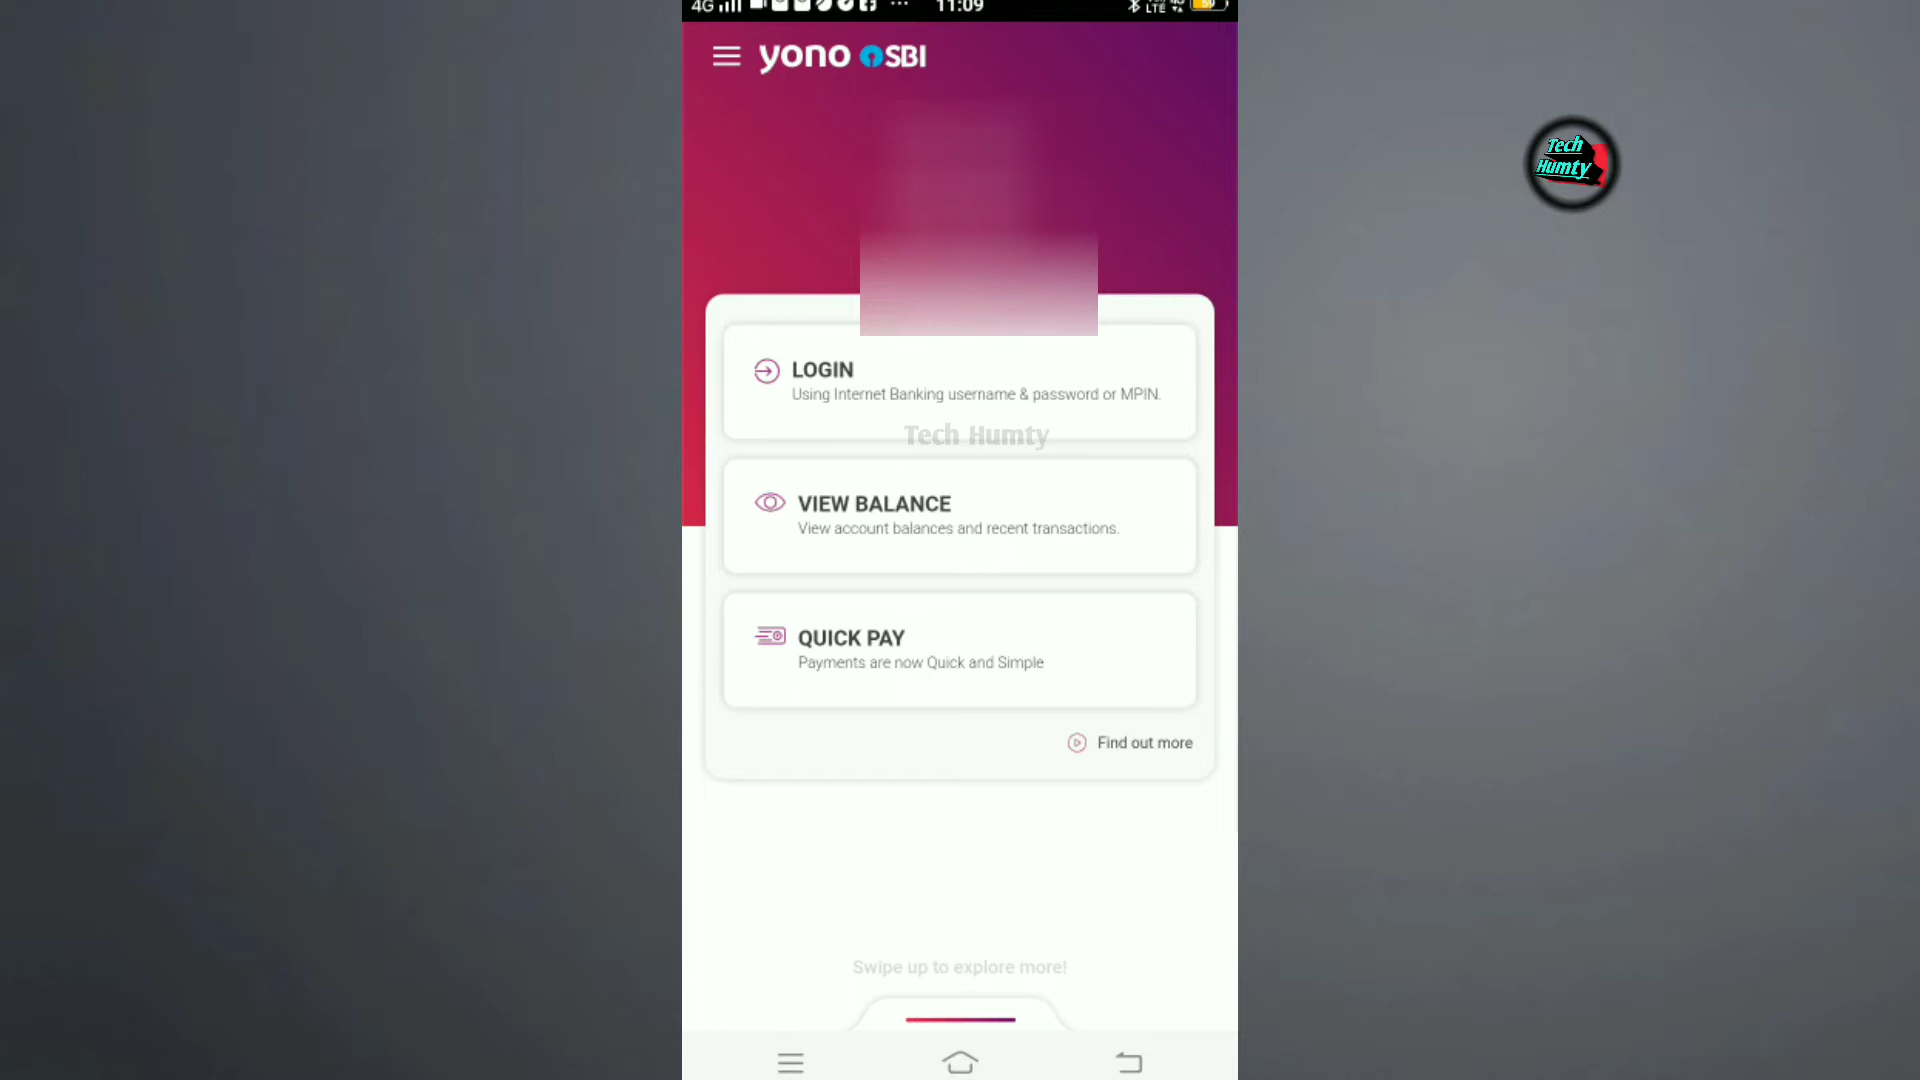 4G 11:09 LTE 59
yono SBI
Tech
Humty
LOGIN
Using Internet Banking username & password or MPIN.
Tech Humty
VIEW BALANCE
View account balances and recent transactions.
QUICK PAY
Payments are now Quick and Simple
Find out more
Swipe up to explore more!